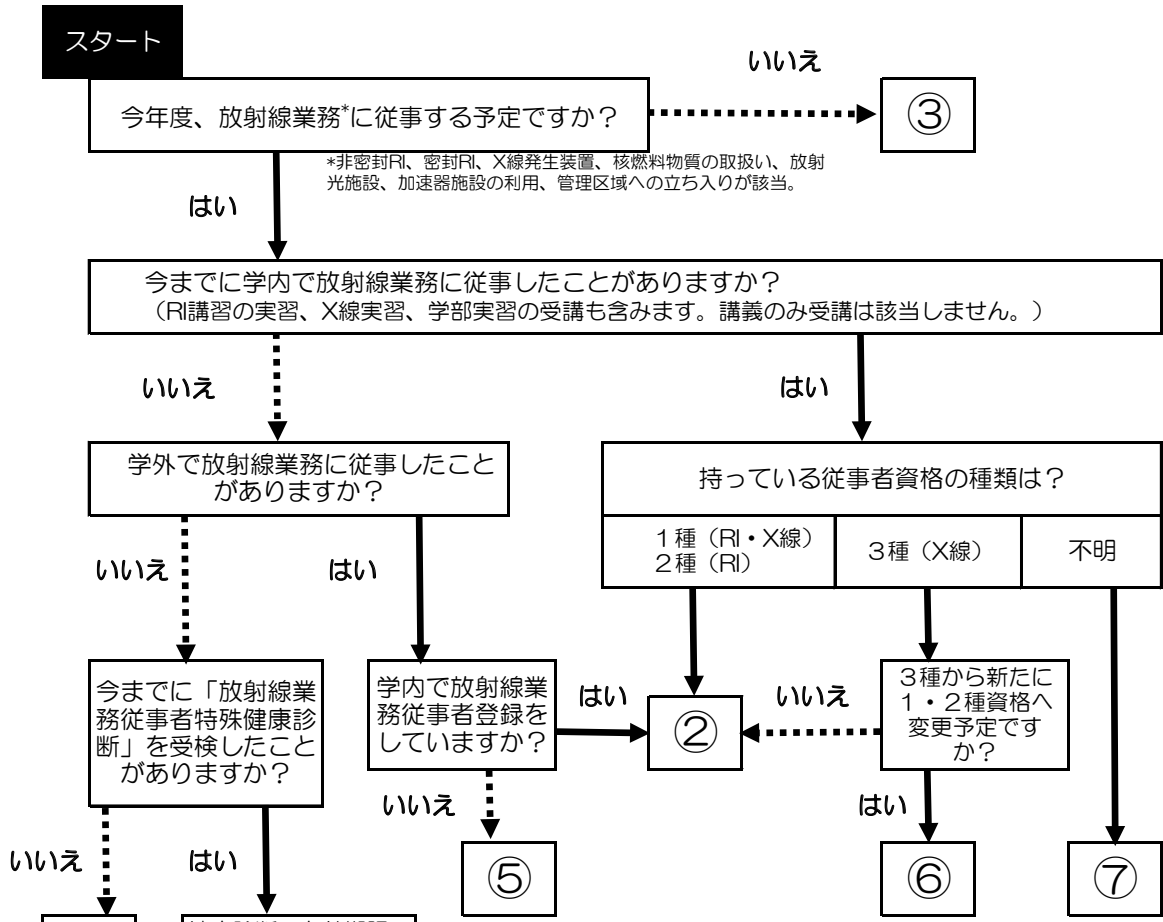 スタート
いいえ
今年度、放射線業務*に従事する予定ですか？
③
*非密封RI、密封RI、X線発生装置、核燃料物質の取扱い、放射
光施設、加速器施設の利用、管理区域への立ち入りが該当。
はい
今までに学内で放射線業務に従事したことがありますか？
（RI講習の実習、X線実習、学部実習の受講も含みます。講義のみ受講は該当しません。）
いいえ
はい
学外で放射線業務に従事したこと
がありますか？
持っている従事者資格の種類は？
１種（RI・X線）
２種（RI）
３種（X線）
不明
いいえ
はい
今までに「放射線業
務従事者特殊健康診
断」を受検したこと
がありますか？
学内で放射線業
務従事者登録を
していますか？
はい
②
いいえ
３種から新たに
１・２種資格へ
変更予定です
か？
いいえ
はい
いいえ
はい
⑤
⑥
⑦